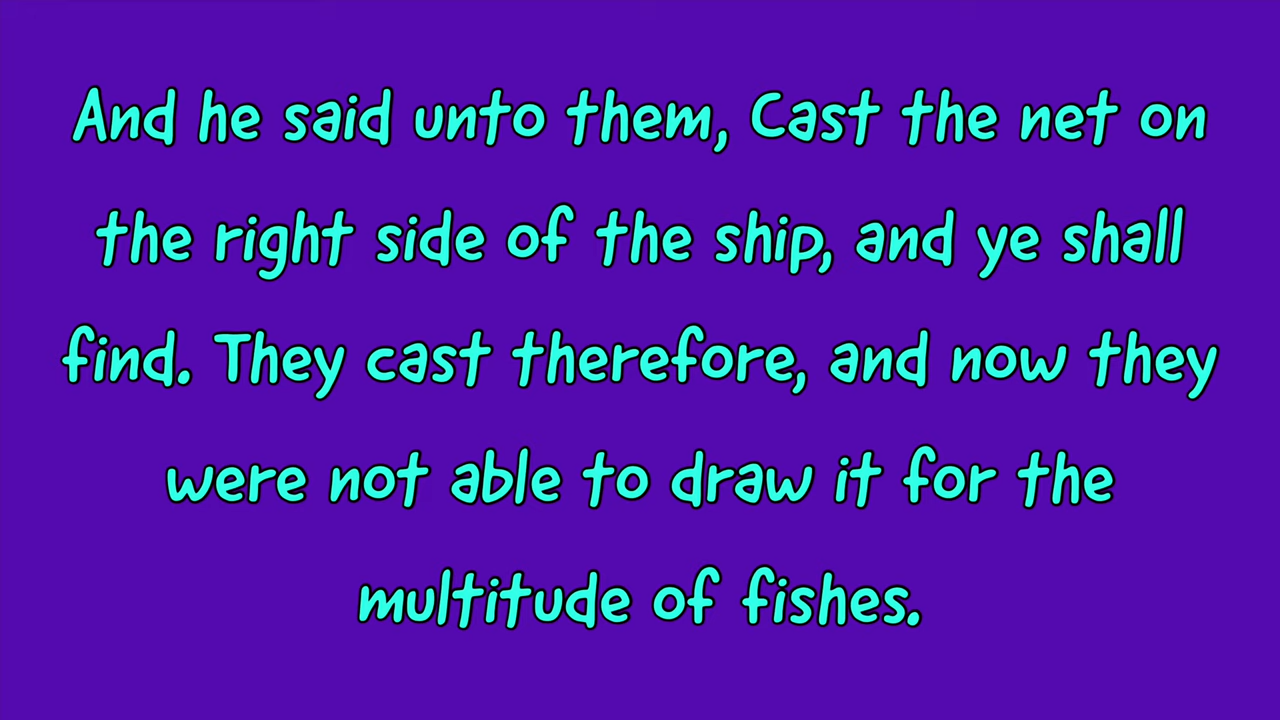 And he said unto them, Cast the net on
the right side of the ship, and ye shall
find. They cast therefore, and now they
were not able to draw it for the
multitude of fishes.